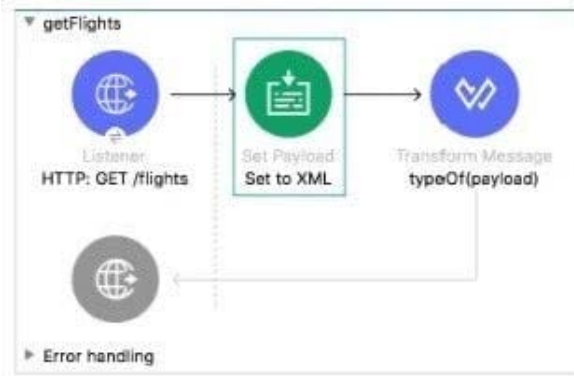 getFlights
Listener
HTTP: GET /flights
Set Payload
Set to XML
Transform Message
typeOf(payload)
Error handling